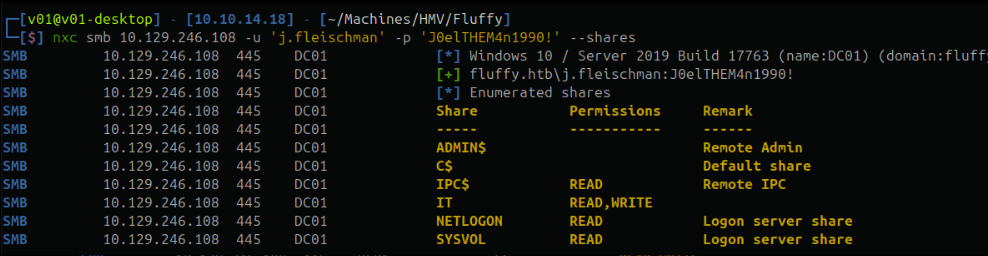 [v01@v01-desktop] - [10.10.14.18] - [~/Machines/HMV/Fluffy]
[$] nxc smb 10.129.246.108 -u 'j.fleischman' -p 'J0elTHEM4n1990!' --shares
SMB 10.129.246.108 445 DC01 [*] Windows 10 / Server 2019 Build 17763 (name:DC01) (domain:fluff
SMB 10.129.246.108 445 DC01 [+] fluffy.htb\j.fleischman:J0elTHEM4n1990!
SMB 10.129.246.108 445 DC01 [*] Enumerated shares
SMB 10.129.246.108 445 DC01 Share Permissions Remark
SMB 10.129.246.108 445 DC01 ----- ----------- ------
SMB 10.129.246.108 445 DC01 ADMIN$ Remote Admin
SMB 10.129.246.108 445 DC01 C$ Default share
SMB 10.129.246.108 445 DC01 IPC$ READ Remote IPC
SMB 10.129.246.108 445 DC01 IT READ,WRITE
SMB 10.129.246.108 445 DC01 NETLOGON READ Logon server share
SMB 10.129.246.108 445 DC01 SYSVOL READ Logon server share